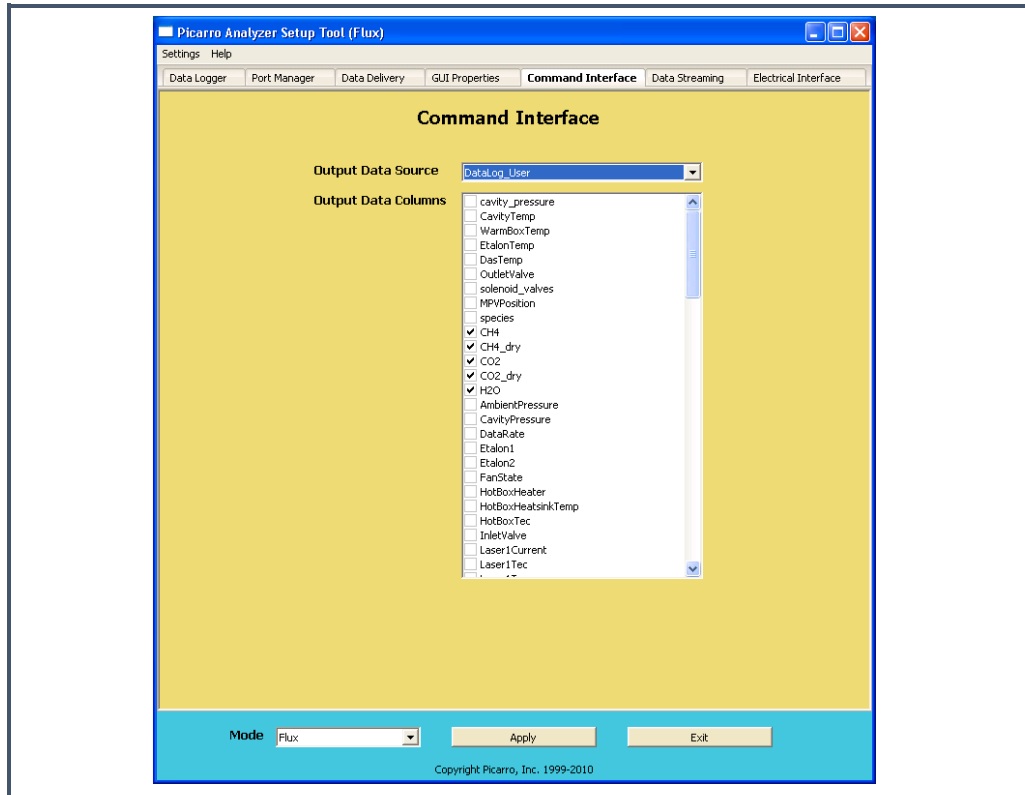 Picarro Analyzer Setup Tool (Flux)
Settings Help
Data Logger Port Manager Data Delivery GUI Properties Command Interface Data Streaming Electrical Interface
Command Interface
Output Data Source DataLog_User
Output Data Columns
cavity_pressure
CavityTemp
WarmBoxTemp
EtalonTemp
DasTemp
OutletValve
solenoid_valves
MPVPosition
species
CH4
CH4_dry
CO2
CO2_dry
H2O
AmbientPressure
CavityPressure
DataRate
Etalon1
Etalon2
FanState
HotBoxHeater
HotBoxHeatsinkTemp
HotBoxTec
InletValve
Laser1Current
Laser1Tec
Mode Flux Apply Exit
Copyright Picarro, Inc. 1999-2010